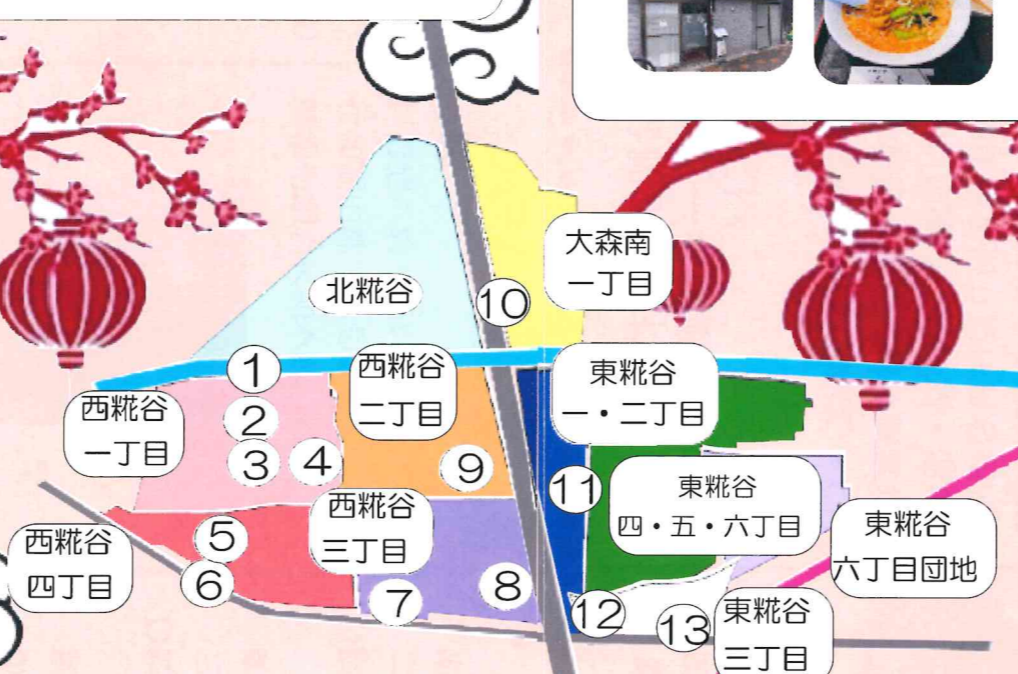 大森南
一丁目
北糀谷
⑩
①
西糀谷
二丁目
東糀谷
一・二丁目
西糀谷
一丁目
②
③
④
⑨
⑪
東糀谷
四・五・六丁目
西糀谷
三丁目
東糀谷
六丁目団地
西糀谷
四丁目
⑤
⑥
⑦
⑧
⑫
⑬
東糀谷
三丁目